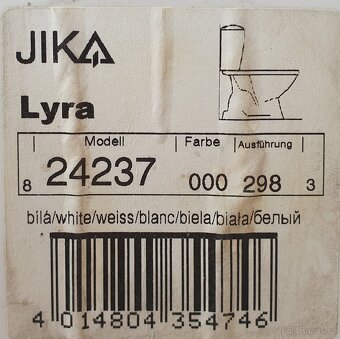 JIKA
Lyra
Modell Farbe Ausführung
8 24237 000 298 3
bílá/white/weiss/blanc/biela/biała/белый
4 014804 354746